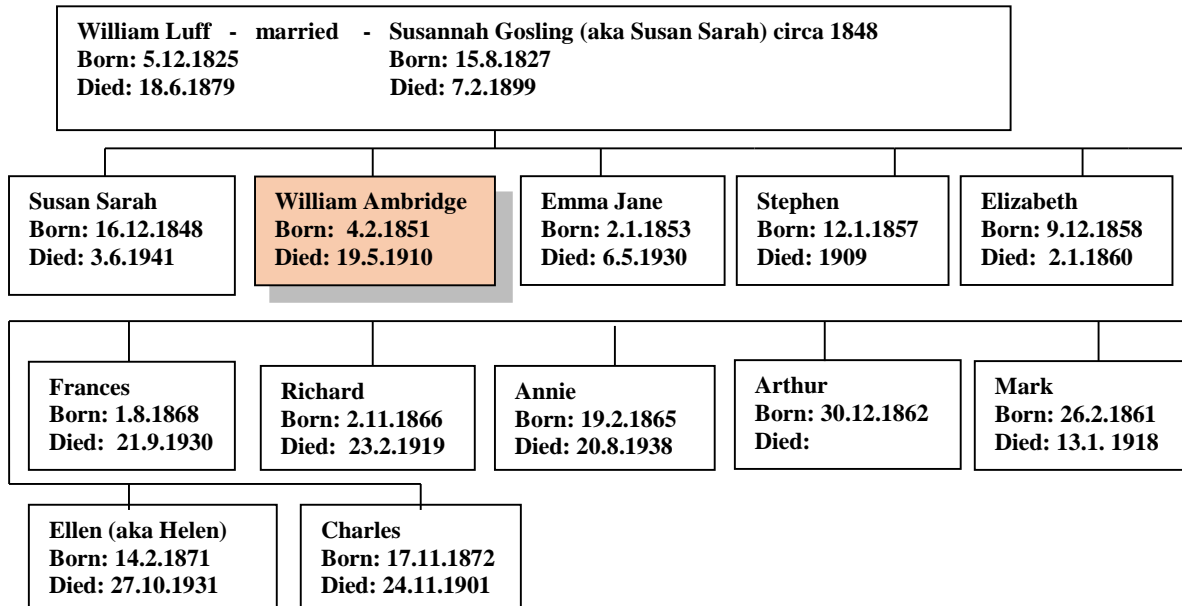 William Luff - married - Susannah Gosling (aka Susan Sarah) circa 1848
Born: 5.12.1825 Born: 15.8.1827
Died: 18.6.1879 Died: 7.2.1899
Susan Sarah
Born: 16.12.1848
Died: 3.6.1941
William Ambridge
Born: 4.2.1851
Died: 19.5.1910
Emma Jane
Born: 2.1.1853
Died: 6.5.1930
Stephen
Born: 12.1.1857
Died: 1909
Elizabeth
Born: 9.12.1858
Died: 2.1.1860
Frances
Born: 1.8.1868
Died: 21.9.1930
Richard
Born: 2.11.1866
Died: 23.2.1919
Annie
Born: 19.2.1865
Died: 20.8.1938
Arthur
Born: 30.12.1862
Died:
Mark
Born: 26.2.1861
Died: 13.1. 1918
Ellen (aka Helen)
Born: 14.2.1871
Died: 27.10.1931
Charles
Born: 17.11.1872
Died: 24.11.1901